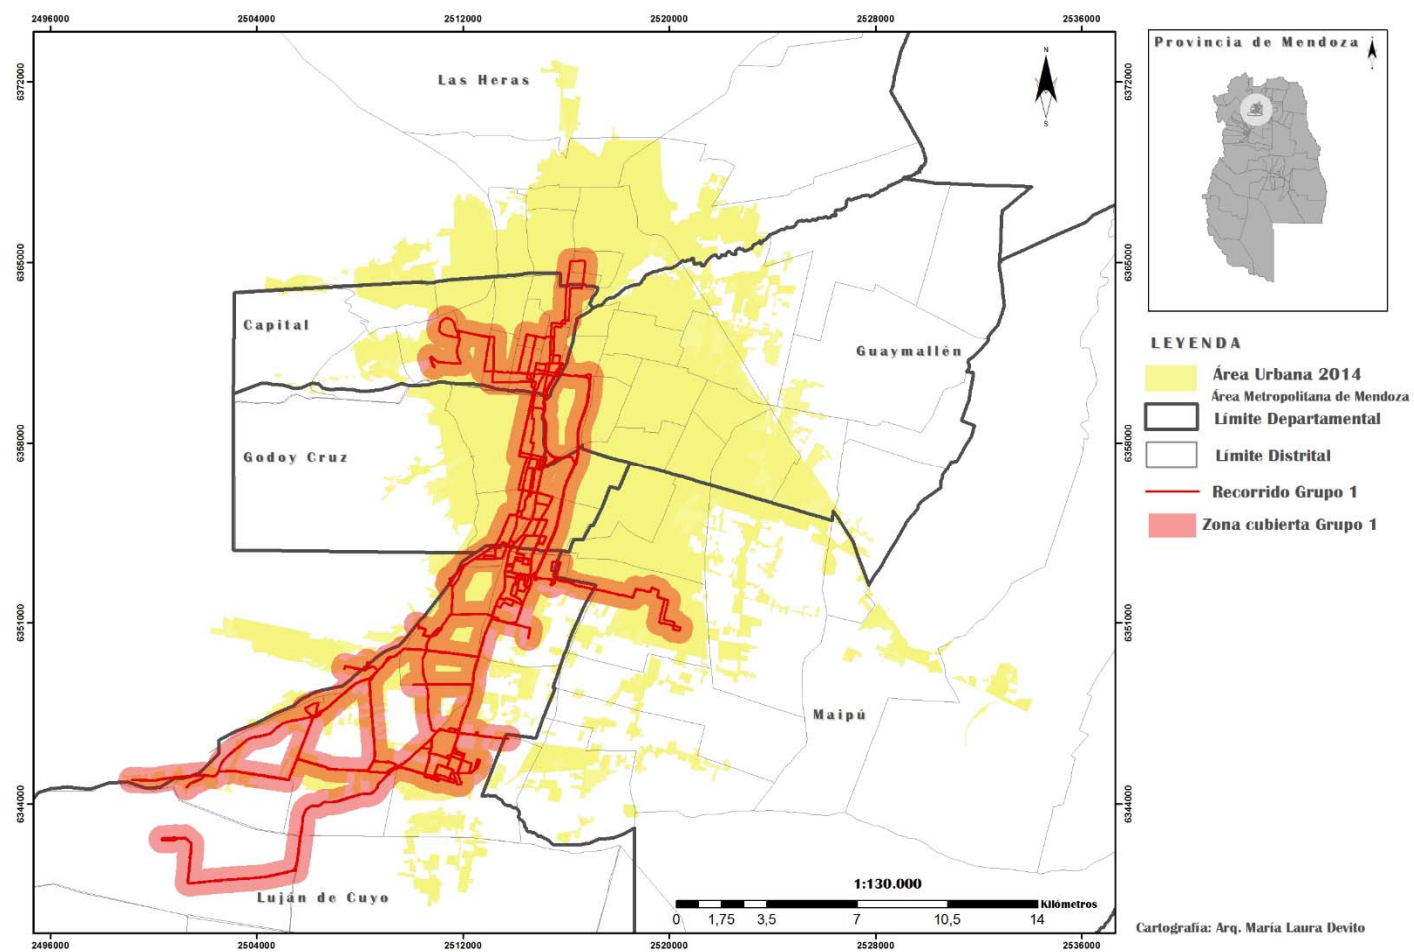 2496000 2504000 2512000 2520000 2528000 2536000
Provincia de Mendoza
N
S
Las Heras
6372000
6372000
6365000
6365000
Capital
Guaymallén
LEYENDA
Área Urbana 2014
Área Metropolitana de Mendoza
Límite Departamental
Límite Distrital
Recorrido Grupo 1
Zona cubierta Grupo 1
6358000
6358000
Godoy Cruz
6351000
6351000
Maipú
6344000
6344000
Luján de Cuyo
1:130.000
Kilómetros
0 1,75 3,5 7 10,5 14
Cartografía: Arq. María Laura Devito
2496000 2504000 2512000 2520000 2528000 2536000